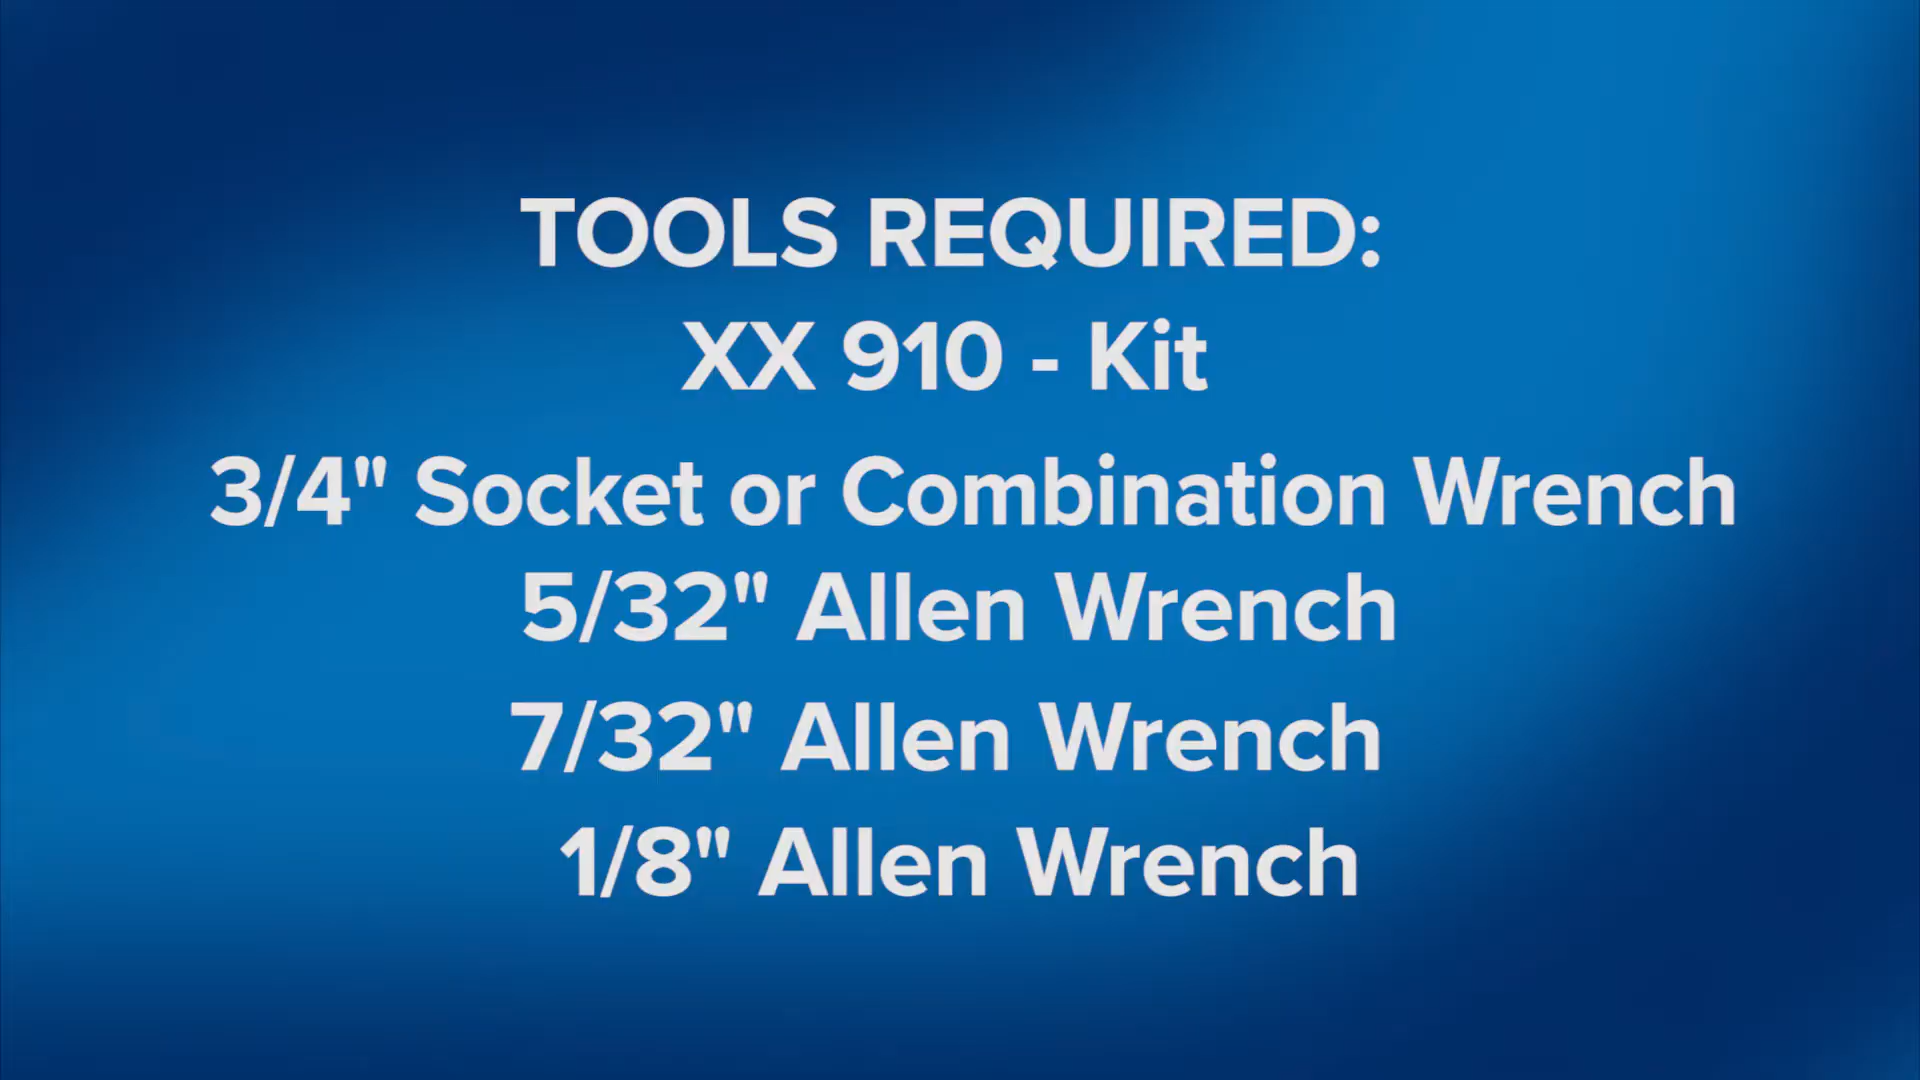 TOOLS REQUIRED:
XX 910 - Kit
3/4" Socket or Combination Wrench
5/32" Allen Wrench
7/32" Allen Wrench
1/8" Allen Wrench